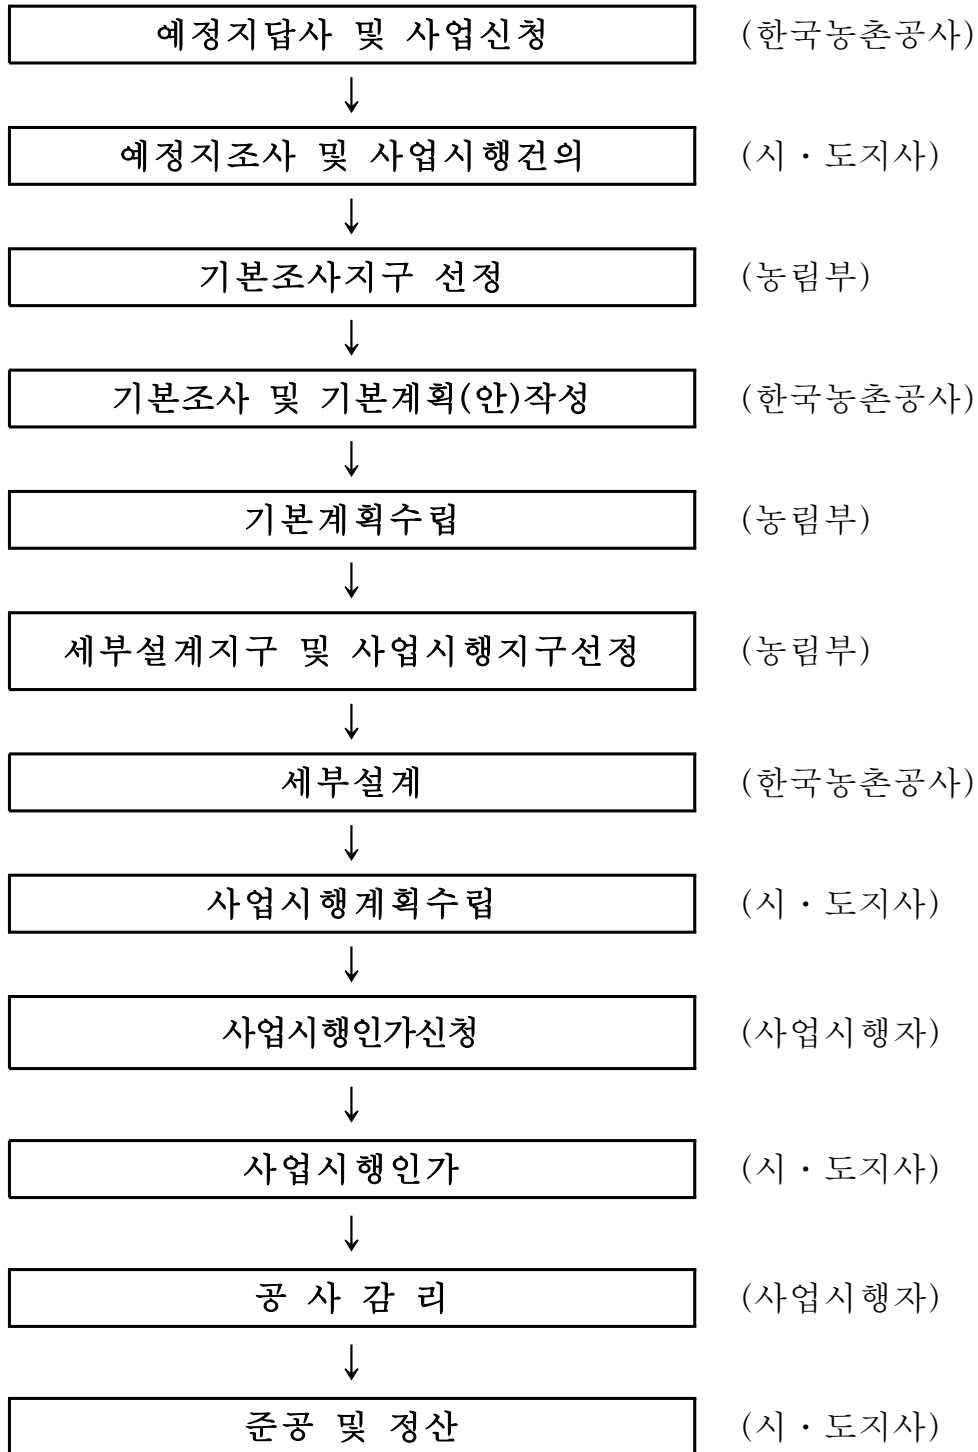 예정지답사 및 사업신청 (한국농촌공사)
↓
예정지조사 및 사업시행건의 (시・도지사)
↓
기본조사지구 선정 (농림부)
↓
기본조사 및 기본계획(안)작성 (한국농촌공사)
↓
기본계획수립 (농림부)
↓
세부설계지구 및 사업시행지구선정 (농림부)
↓
세부설계 (한국농촌공사)
↓
사업시행계획수립 (시・도지사)
↓
사업시행인가신청 (사업시행자)
↓
사업시행인가 (시・도지사)
↓
공 사 감 리 (사업시행자)
↓
준공 및 정산 (시・도지사)